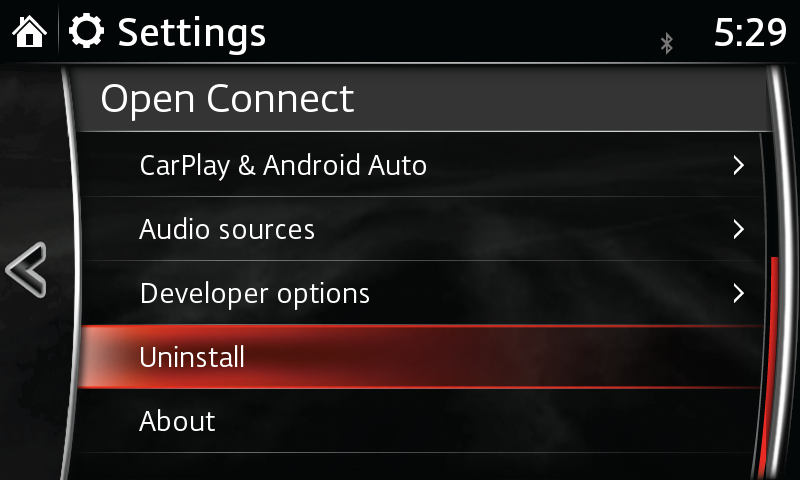 Settings
5:29
Open Connect
CarPlay & Android Auto
Audio sources
Developer options
Uninstall
About